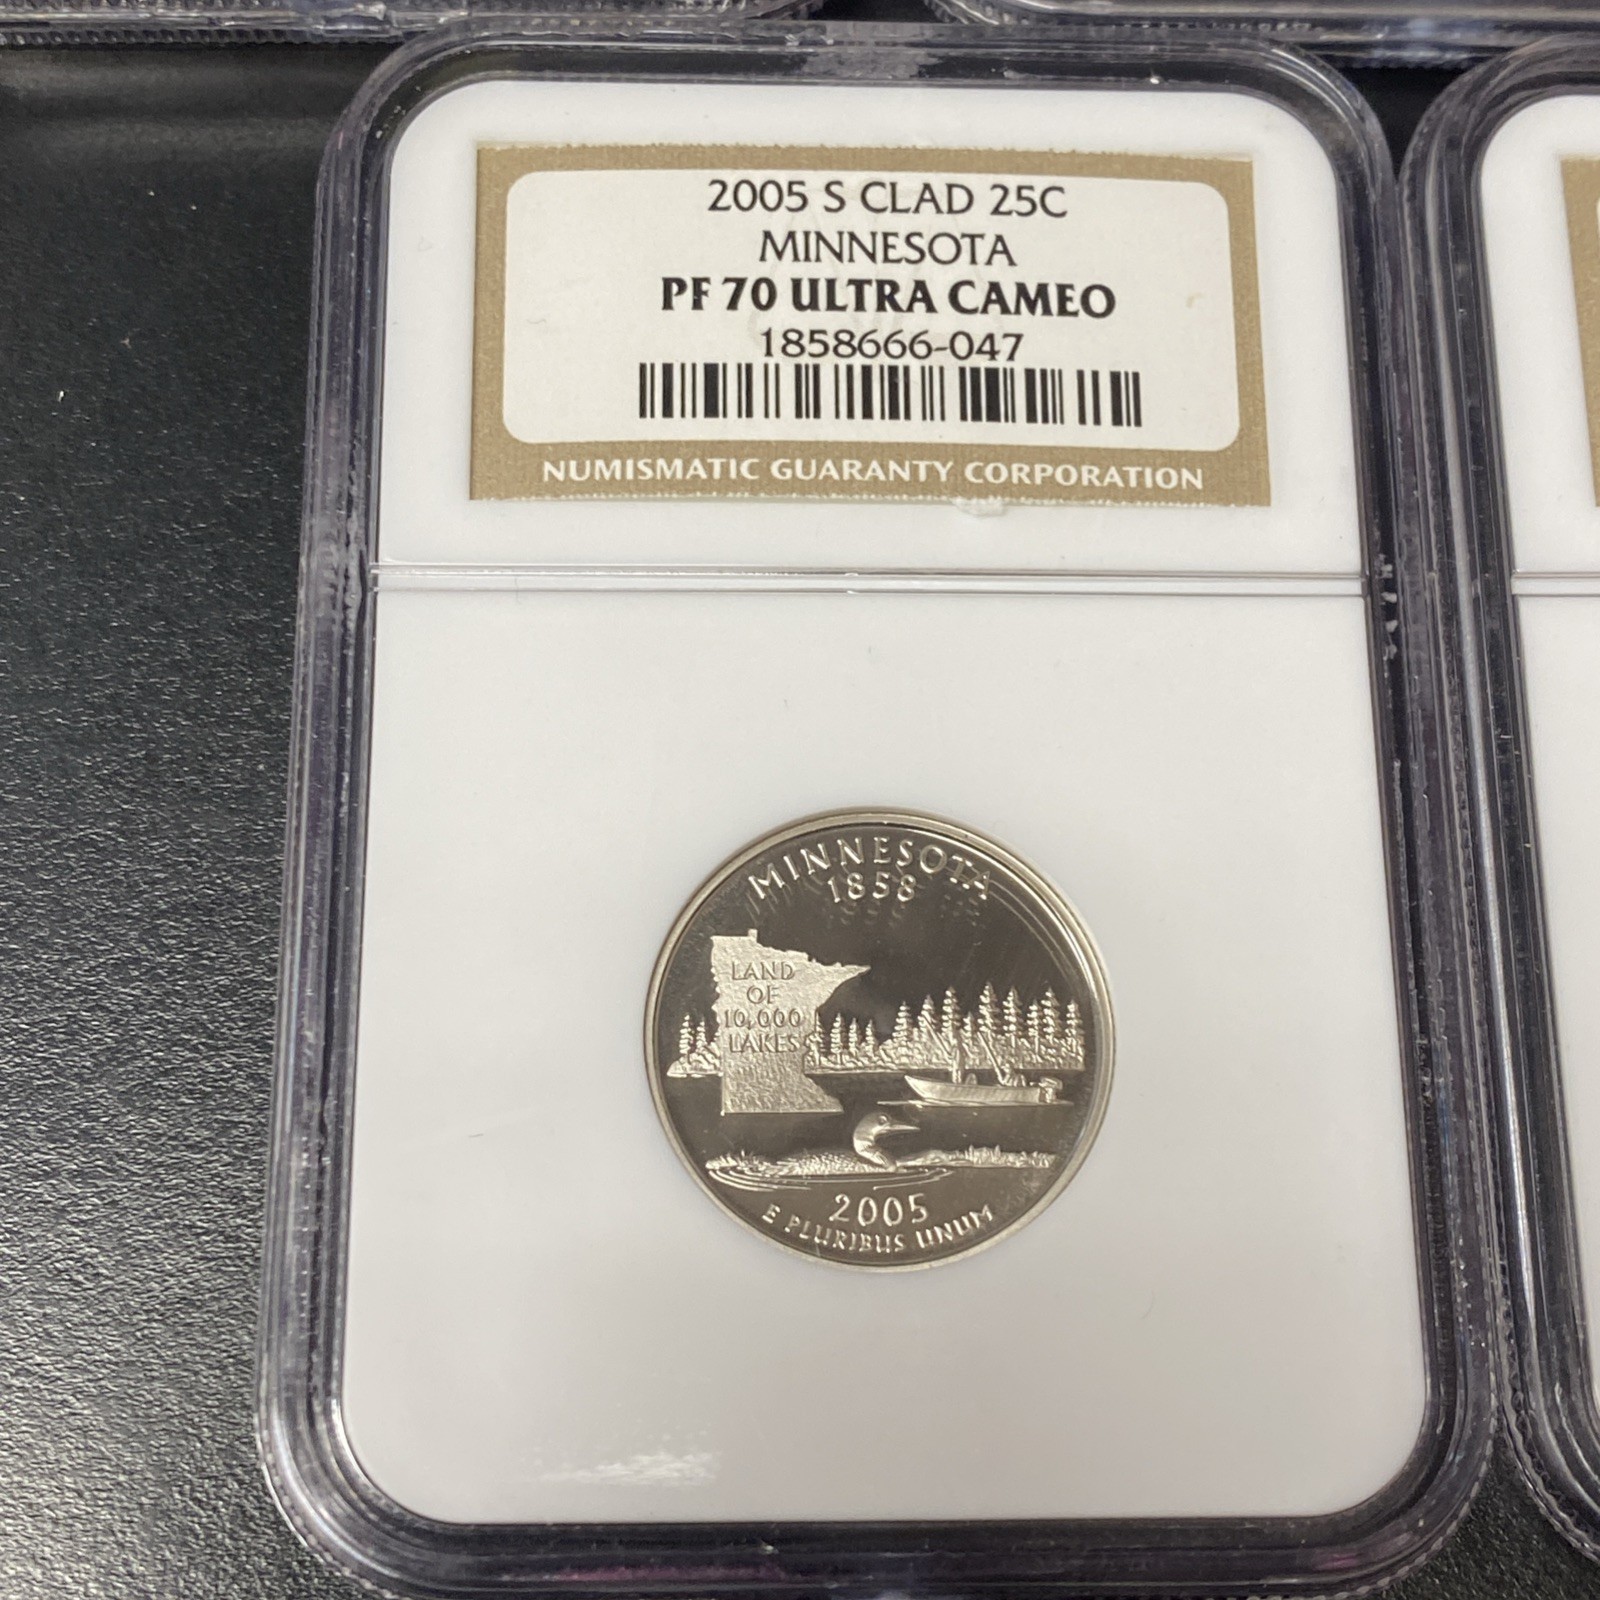 2005 S CLAD 25C
MINNESOTA
PF 70 ULTRA CAMEO
1858666-047
NUMISMATIC GUARANTY CORPORATION
MINNESOTA
1858
LAND
OF
10,000
LAKES
2005
E PLURIBUS UNUM